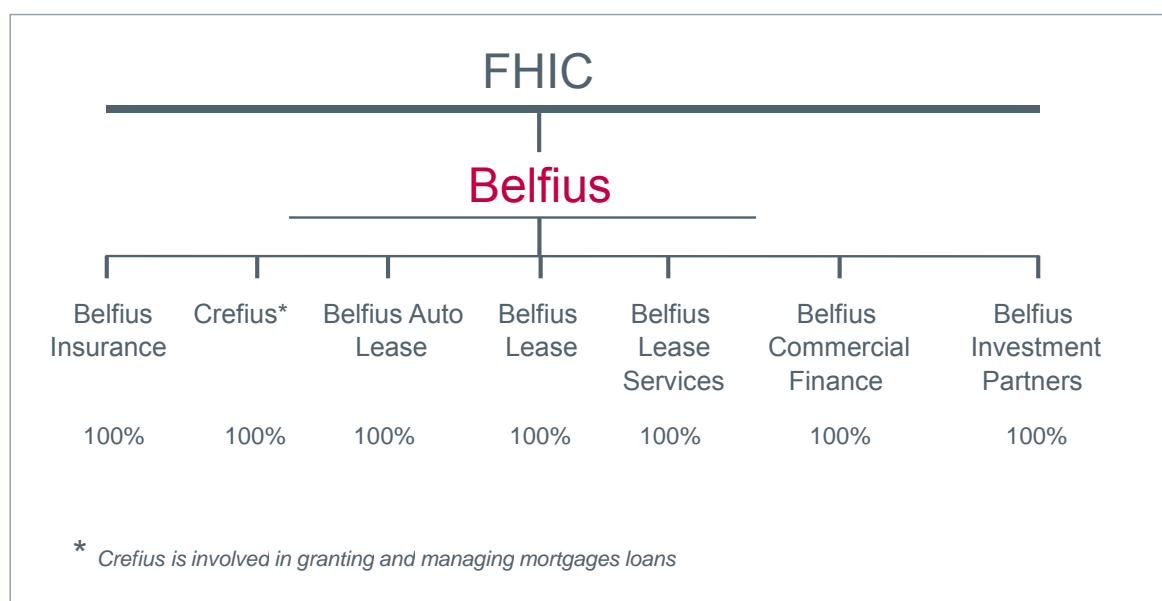 FHIC
Belfius
Belfius
Insurance
Crefius*
Belfius Auto
Lease
Belfius
Lease
Belfius
Lease
Services
Belfius
Commercial
Finance
Belfius
Investment
Partners
100%
100%
100%
100%
100%
100%
100%
* Crefius is involved in granting and managing mortgages loans